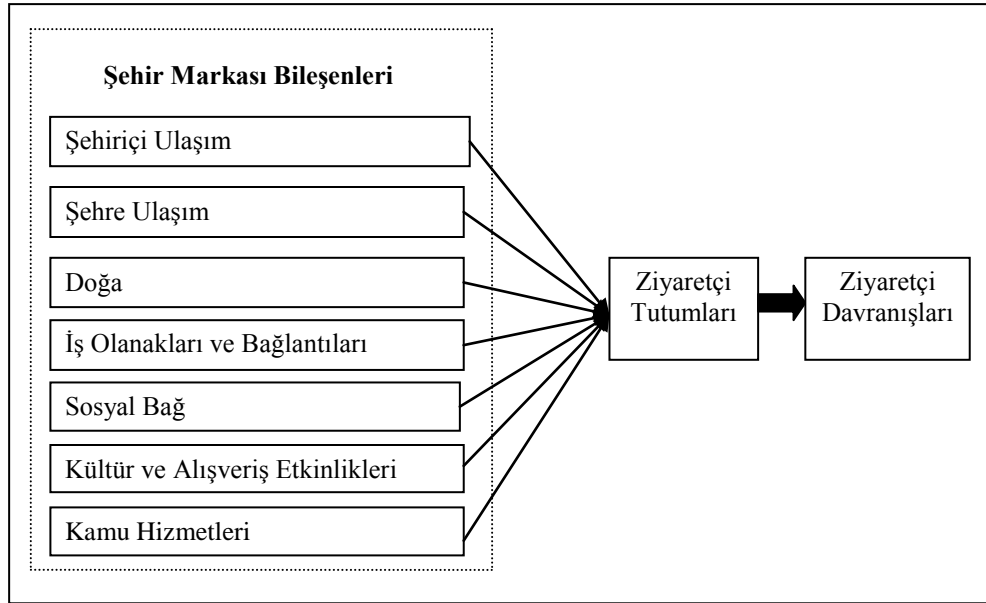 Şehir Markası Bileşenleri
Şehiriçi Ulaşım
Şehre Ulaşım
Doğa
İş Olanakları ve Bağlantıları
Sosyal Bağ
Kültür ve Alışveriş Etkinlikleri
Kamu Hizmetleri
Ziyaretçi
Tutumları
Ziyaretçi
Davranışları